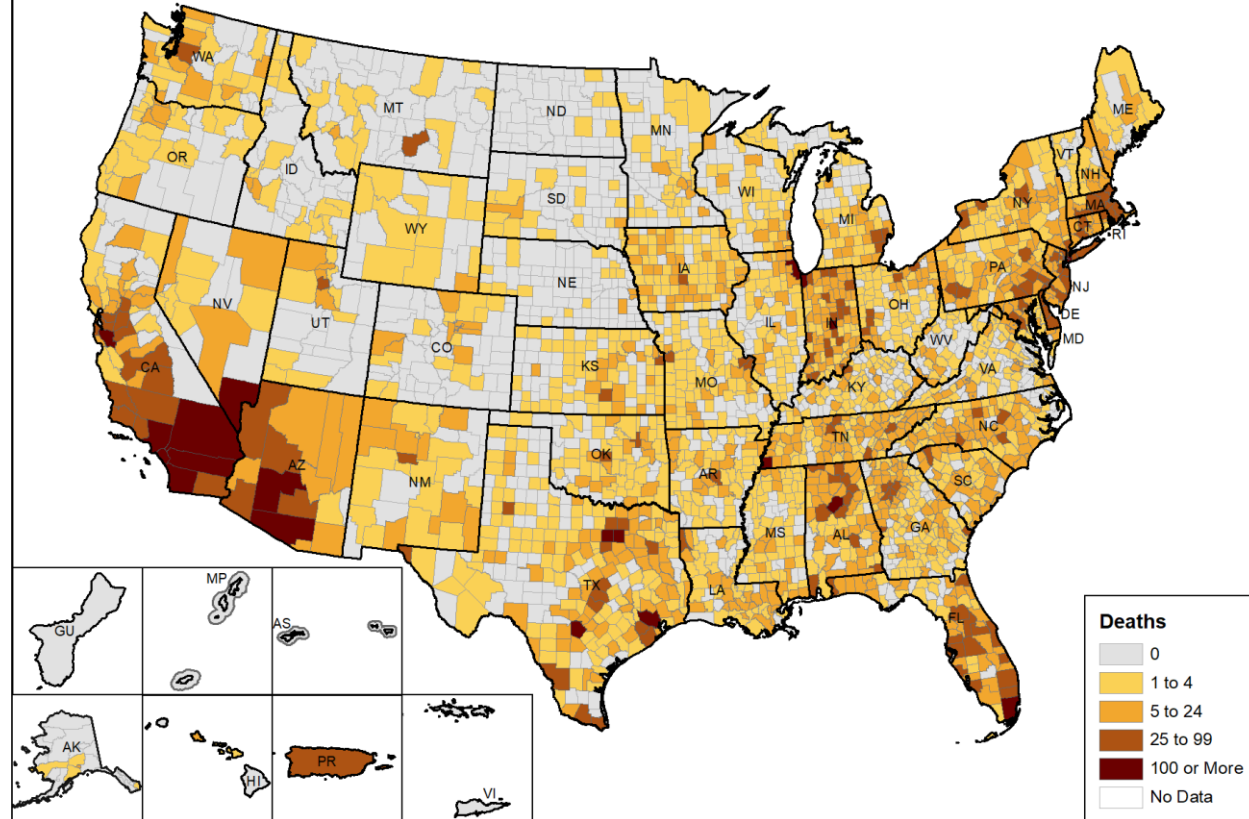 WA
MT
ND
MN
ME
OR
ID
SD
WI
MI
VT
NH
NY
MA
CT
RI
WY
IA
PA
NJ
NE
NV
UT
CO
IL
IN
OH
DE
MD
WV
VA
CA
KS
MO
KY
AZ
NM
OK
AR
TN
NC
SC
MS
AL
GA
TX
LA
FL
GU
MP
AS
AK
HI
PR
VI
Deaths
0
1 to 4
5 to 24
25 to 99
100 or More
No Data